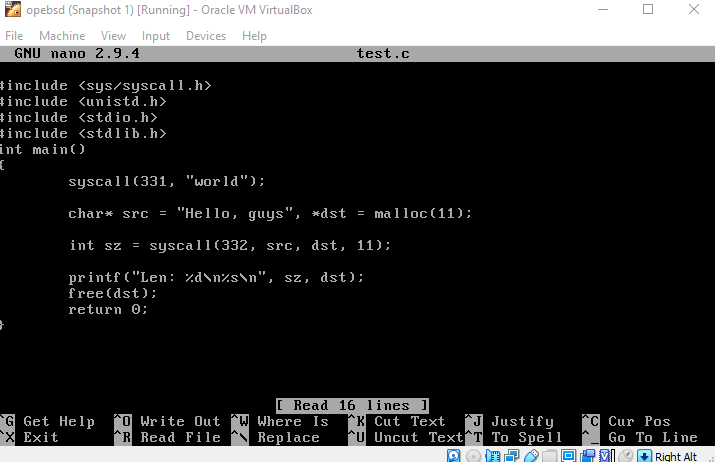 opebsd (Snapshot 1) [Running] - Oracle VM VirtualBox
File Machine View Input Devices Help
GNU nano 2.9.4 test.c
#include <sys/syscall.h>
#include <unistd.h>
#include <stdio.h>
#include <stdlib.h>
int main()
{
syscall(331, "world");
char* src = "Hello, guys", *dst = malloc(11);
int sz = syscall(332, src, dst, 11);
printf("Len: %d\n%s\n", sz, dst);
free(dst);
return 0;
}
[ Read 16 lines ]
^G Get Help ^O Write Out ^W Where Is ^K Cut Text ^J Justify ^C Cur Pos
^X Exit ^R Read File ^\ Replace ^U Uncut Text ^T To Spell ^_ Go To Line
Right Alt